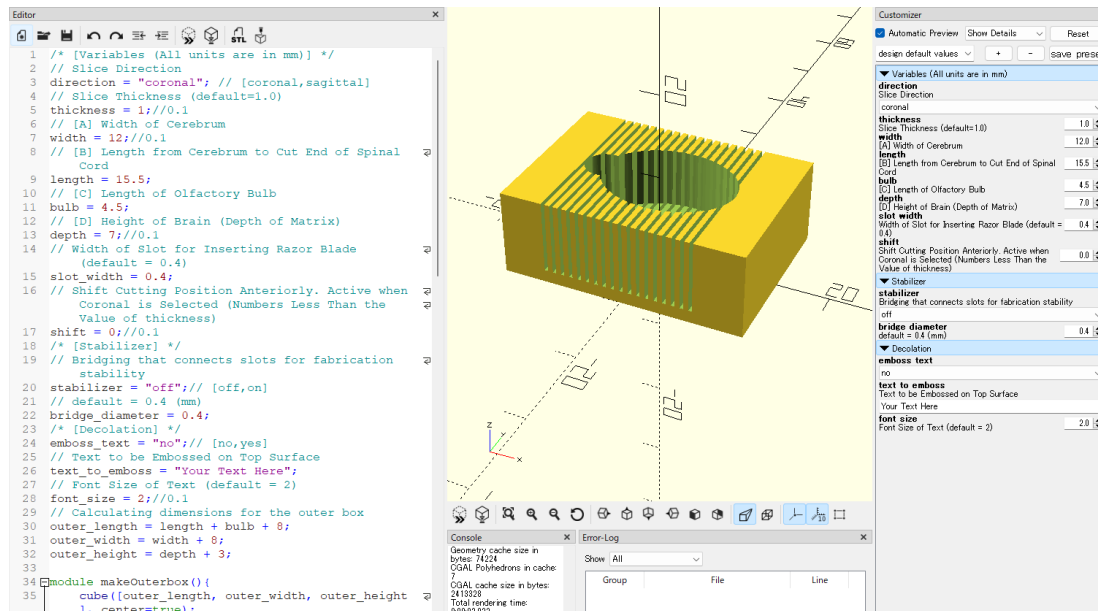 Editor
1 /* [Variables (All units are in mm)] */
2 // Slice Direction
3 direction = "coronal"; // [coronal,sagittal]
4 // Slice Thickness (default=1.0)
5 thickness = 1;//0.1
6 // [A] Width of Cerebrum
7 width = 12;//0.1
8 // [B] Length from Cerebrum to Cut End of Spinal
Cord
9 length = 15.5;
10 // [C] Length of Olfactory Bulb
11 bulb = 4.5;
12 // [D] Height of Brain (Depth of Matrix)
13 depth = 7;//0.1
14 // Width of Slot for Inserting Razor Blade
(default = 0.4)
15 slot_width = 0.4;
16 // Shift Cutting Position Anteriorly. Active when
Coronal is Selected (Numbers Less Than the
Value of thickness)
17 shift = 0;//0.1
18 /* [Stabilizer] */
19 // Bridging that connects slots for fabrication
stability
20 stabilizer = "off";// [off,on]
21 // default = 0.4 (mm)
22 bridge_diameter = 0.4;
23 /* [Decolation] */
24 emboss_text = "no";// [no,yes]
25 // Text to be Embossed on Top Surface
26 text_to_emboss = "Your Text Here";
27 // Font Size of Text (default = 2)
28 font_size = 2;//0.1
29 // Calculating dimensions for the outer box
30 outer_length = length + bulb + 8;
31 outer_width = width + 8;
32 outer_height = depth + 3;
33
34 module makeOuterbox(){
35 cube([outer_length, outer_width, outer_height
], center=true);
STL
20
20
-20
-20
z
y
x
10
Console
Geometry cache size in
bytes: 74224
CGAL Polyhedrons in cache:
7
CGAL cache size in bytes:
2413328
Total rendering time:
Error-Log
Show All
Group File Line
Customizer
Automatic Preview Show Details Reset
design default values + - save prese
Variables (All units are in mm)
direction
Slice Direction
coronal
thickness
Slice Thickness (default=1.0) 1.0
width
[A] Width of Cerebrum 12.0
length
[B] Length from Cerebrum to Cut End of Spinal 15.5
Cord
bulb
[C] Length of Olfactory Bulb 4.5
depth
[D] Height of Brain (Depth of Matrix) 7.0
slot width
Width of Slot for Inserting Razor Blade (default = 0.4
0.4)
shift
Shift Cutting Position Anteriorly. Active when
Coronal is Selected (Numbers Less Than the 0.0
Value of thickness)
Stabilizer
stabilizer
Bridging that connects slots for fabrication stability
off
bridge diameter
default = 0.4 (mm) 0.4
Decolation
emboss text
no
text to emboss
Text to be Embossed on Top Surface
Your Text Here
font size
Font Size of Text (default = 2) 2.0